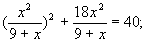 (x²/(9 + x))² + 18x²/(9 + x) = 40;